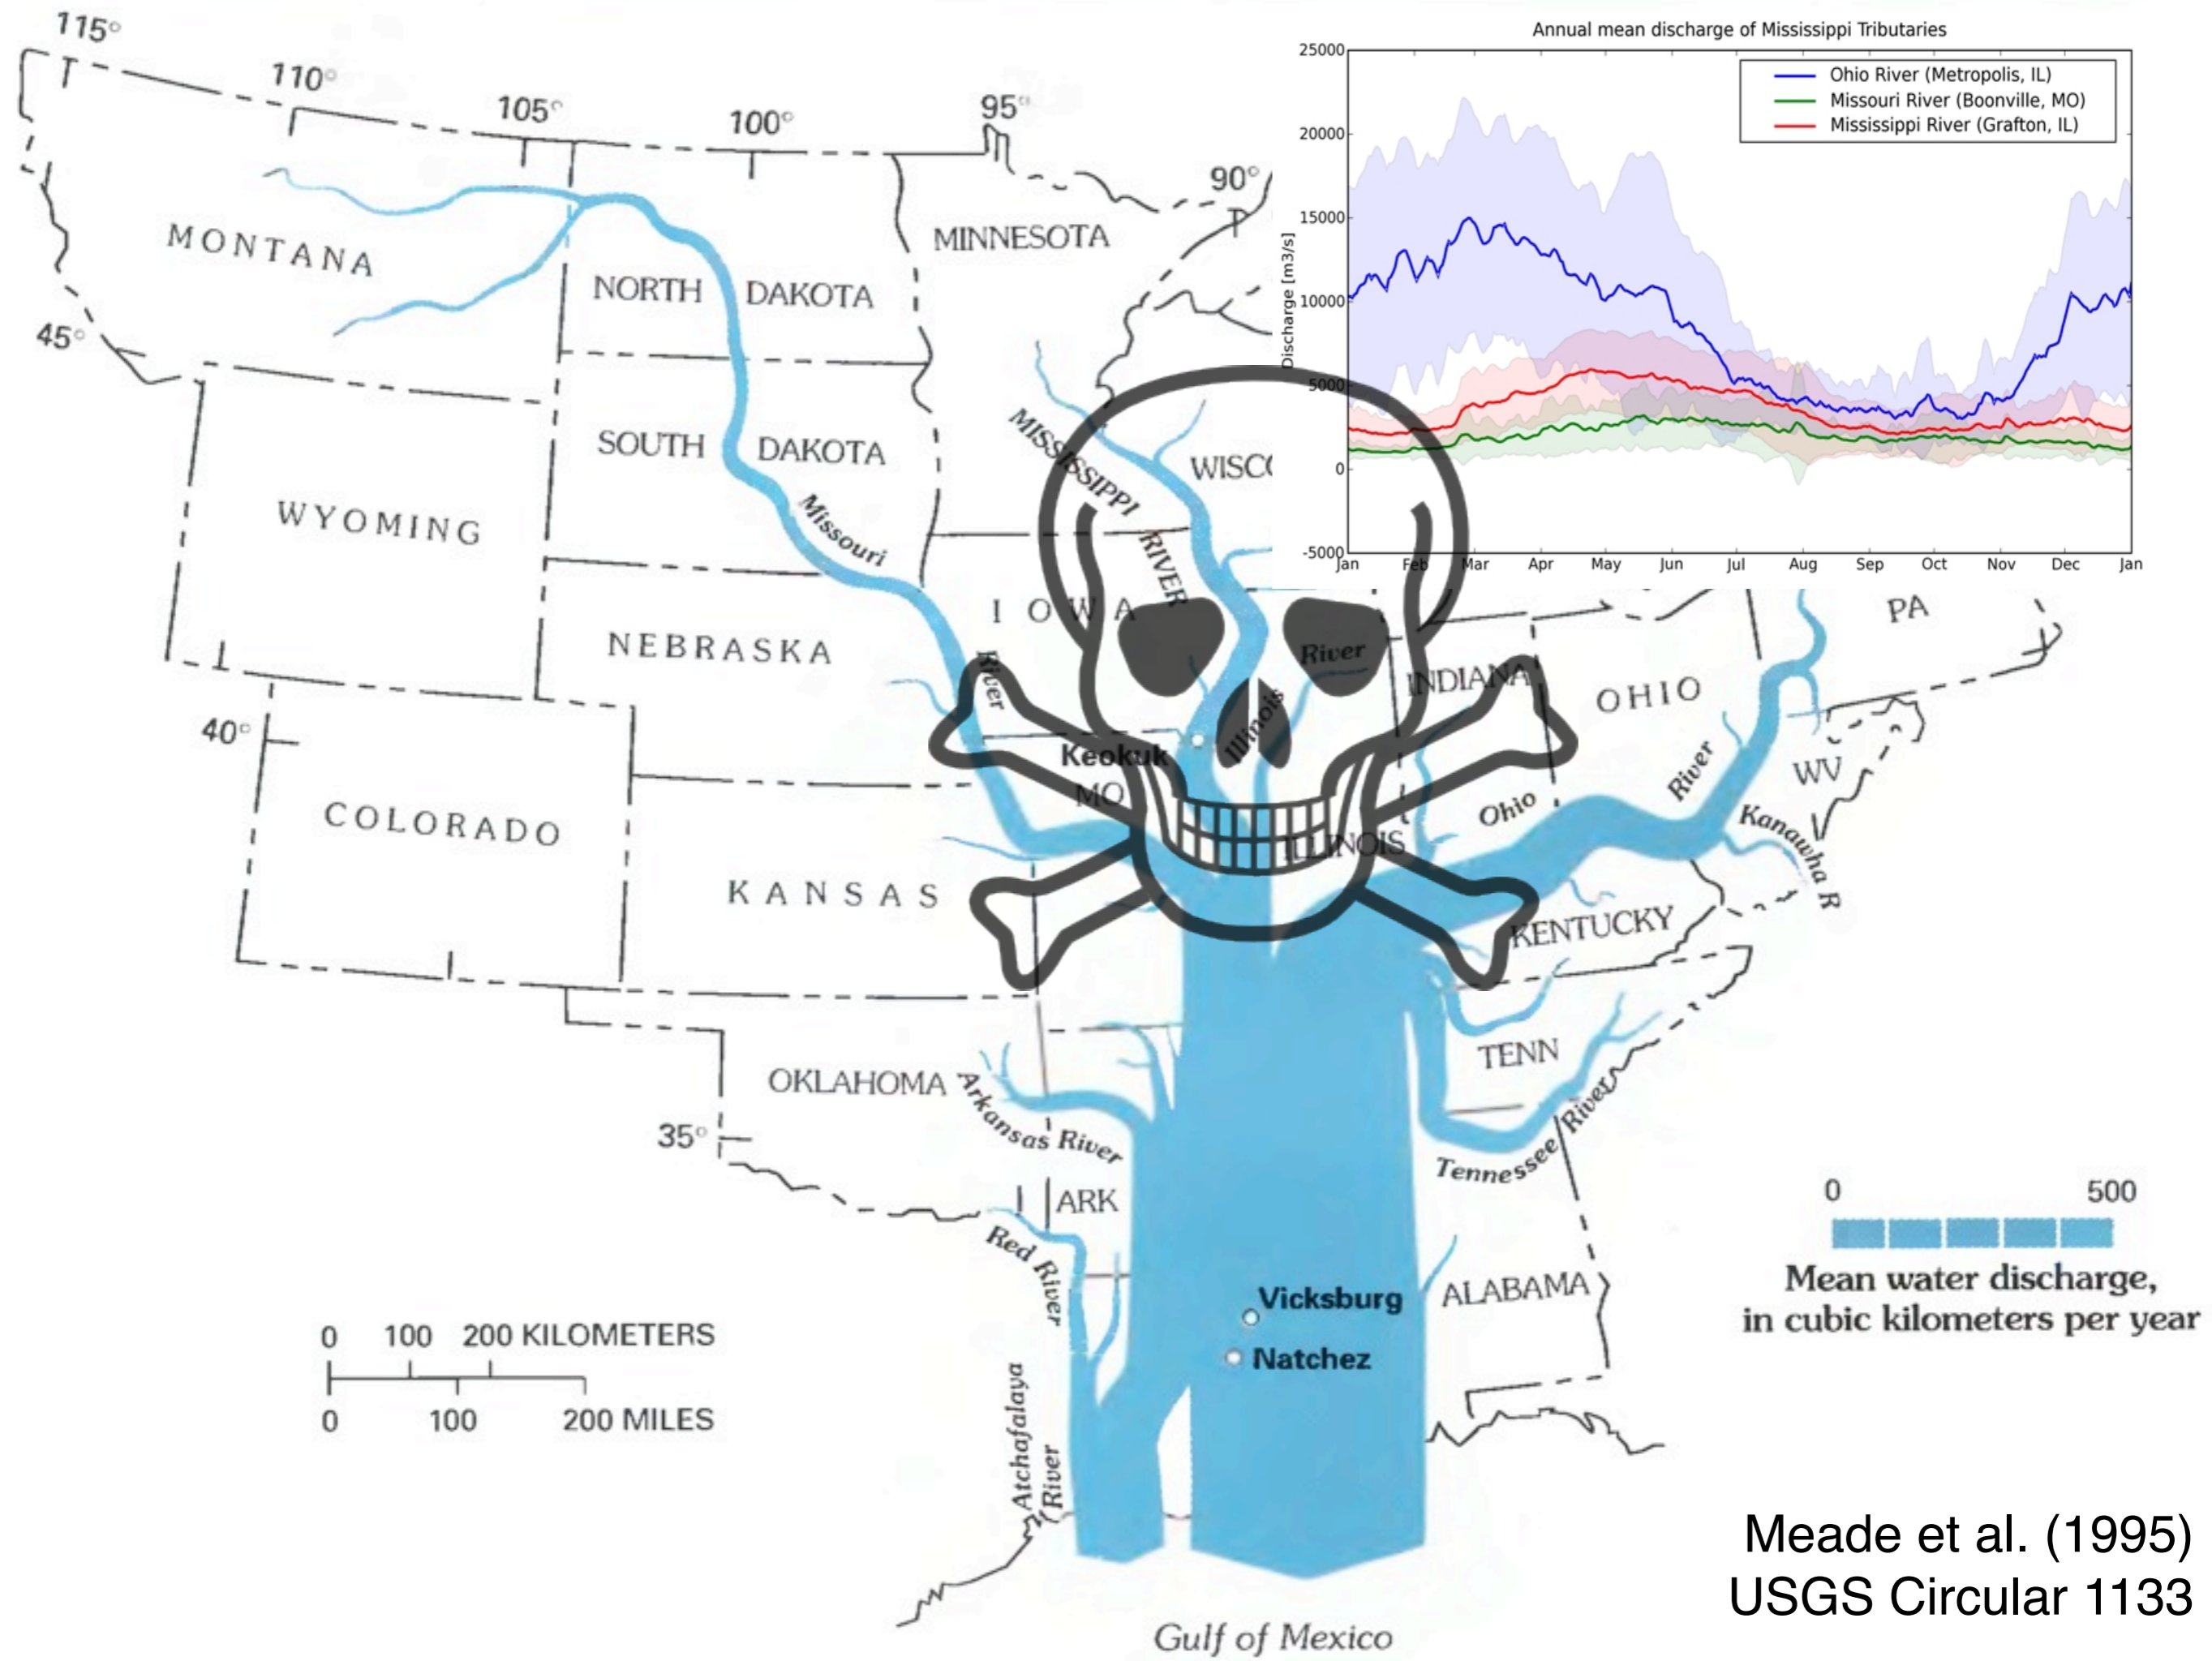 115°
110°
105°
100°
95°
90°
45°
40°
35°
MONTANA
NORTH DAKOTA
MINNESOTA
SOUTH DAKOTA
WYOMING
NEBRASKA
IOWA
WISCO
COLORADO
KANSAS
MO
ILLINOIS
INDIANA
OHIO
PA
WV
KENTUCKY
TENN
OKLAHOMA
ARK
ALABAMA
Missouri
River
MISSISSIPPI
RIVER
Illinois
River
Ohio
River
Kanawha R
Tennessee River
Arkansas River
Red River
Atchafalaya
River
Keokuk
Vicksburg
Natchez
Gulf of Mexico
0 100 200 KILOMETERS
0 100 200 MILES
0 500
Mean water discharge,
in cubic kilometers per year
Annual mean discharge of Mississippi Tributaries
Ohio River (Metropolis, IL)
Missouri River (Boonville, MO)
Mississippi River (Grafton, IL)
Discharge [m3/s]
25000
20000
15000
10000
5000
0
-5000
Jan Feb Mar Apr May Jun Jul Aug Sep Oct Nov Dec Jan
Meade et al. (1995)
USGS Circular 1133